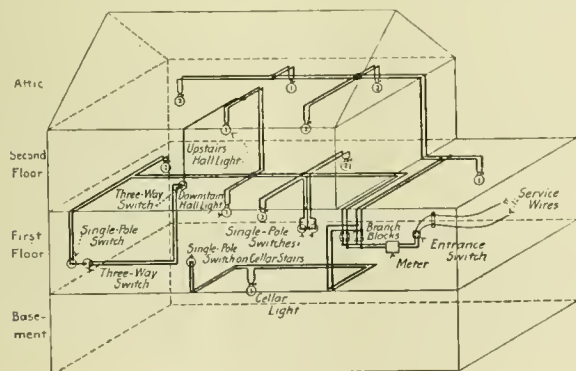 Attic
Upstairs
Hall Light
Second
Floor
Three-Way
Switch
Downstairs
Hall Light
Service
Wires
Single-Pole
Switch
First
Floor
Three-Way
Switch
Single-Pole
Switch on Cellar Stairs
Single-Pole
Switches
Branch
Blocks
Entrance
Switch
Meter
Cellar
Light
Base-
ment